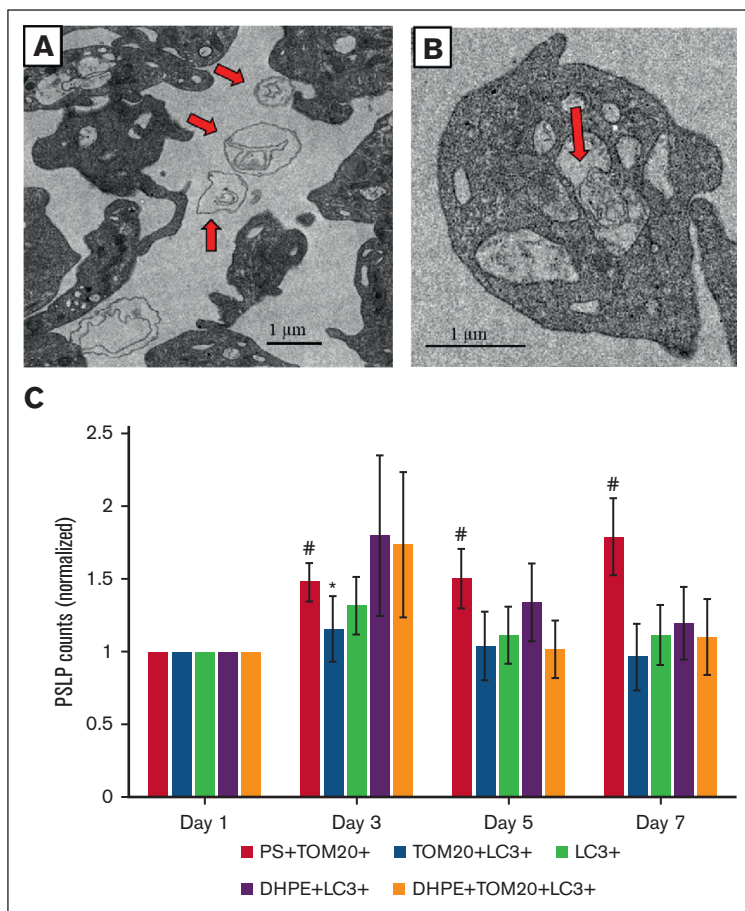 A
B
1 µm
1 µm
C
PSLP counts (normalized)
2.5
2
1.5
1
0.5
0
#
*
#
#
Day 1 Day 3 Day 5 Day 7
PS+TOM20+ TOM20+LC3+ LC3+
DHPE+LC3+ DHPE+TOM20+LC3+